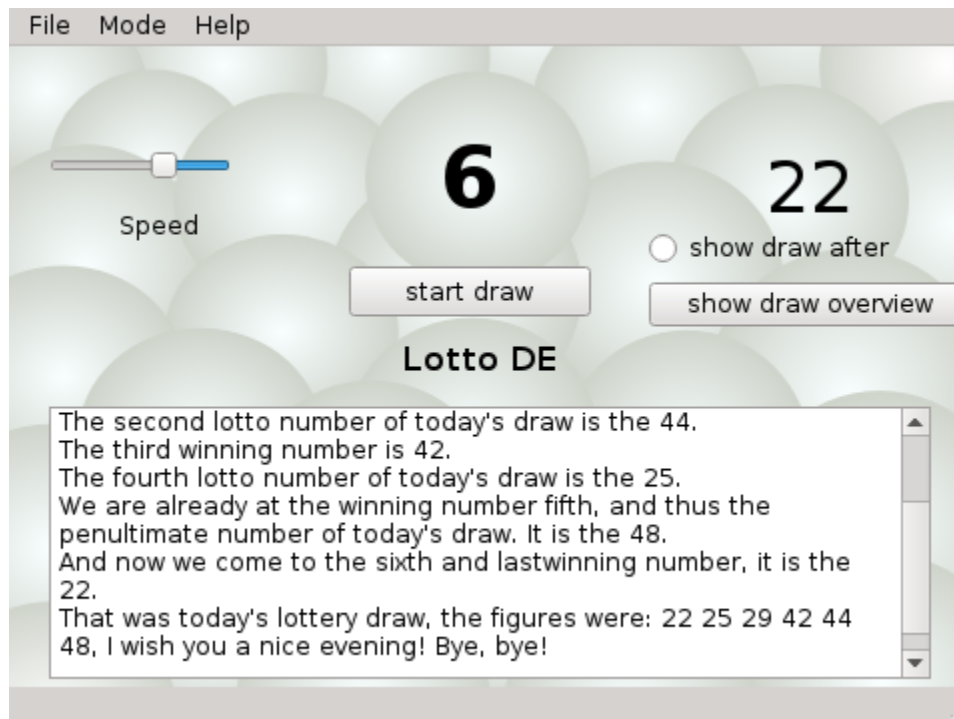 File Mode Help
6
22
Speed
show draw after
start draw
show draw overview
Lotto DE
The second lotto number of today's draw is the 44.
The third winning number is 42.
The fourth lotto number of today's draw is the 25.
We are already at the winning number fifth, and thus the
penultimate number of today's draw. It is the 48.
And now we come to the sixth and lastwinning number, it is the
22.
That was today's lottery draw, the figures were: 22 25 29 42 44
48, I wish you a nice evening! Bye, bye!